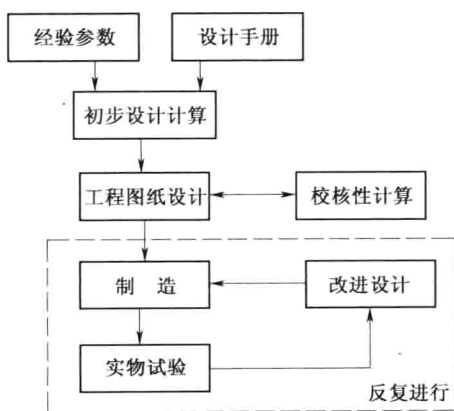 经验参数
设计手册
初步设计计算
工程图纸设计
校核性计算
制 造
改进设计
实物试验
反复进行